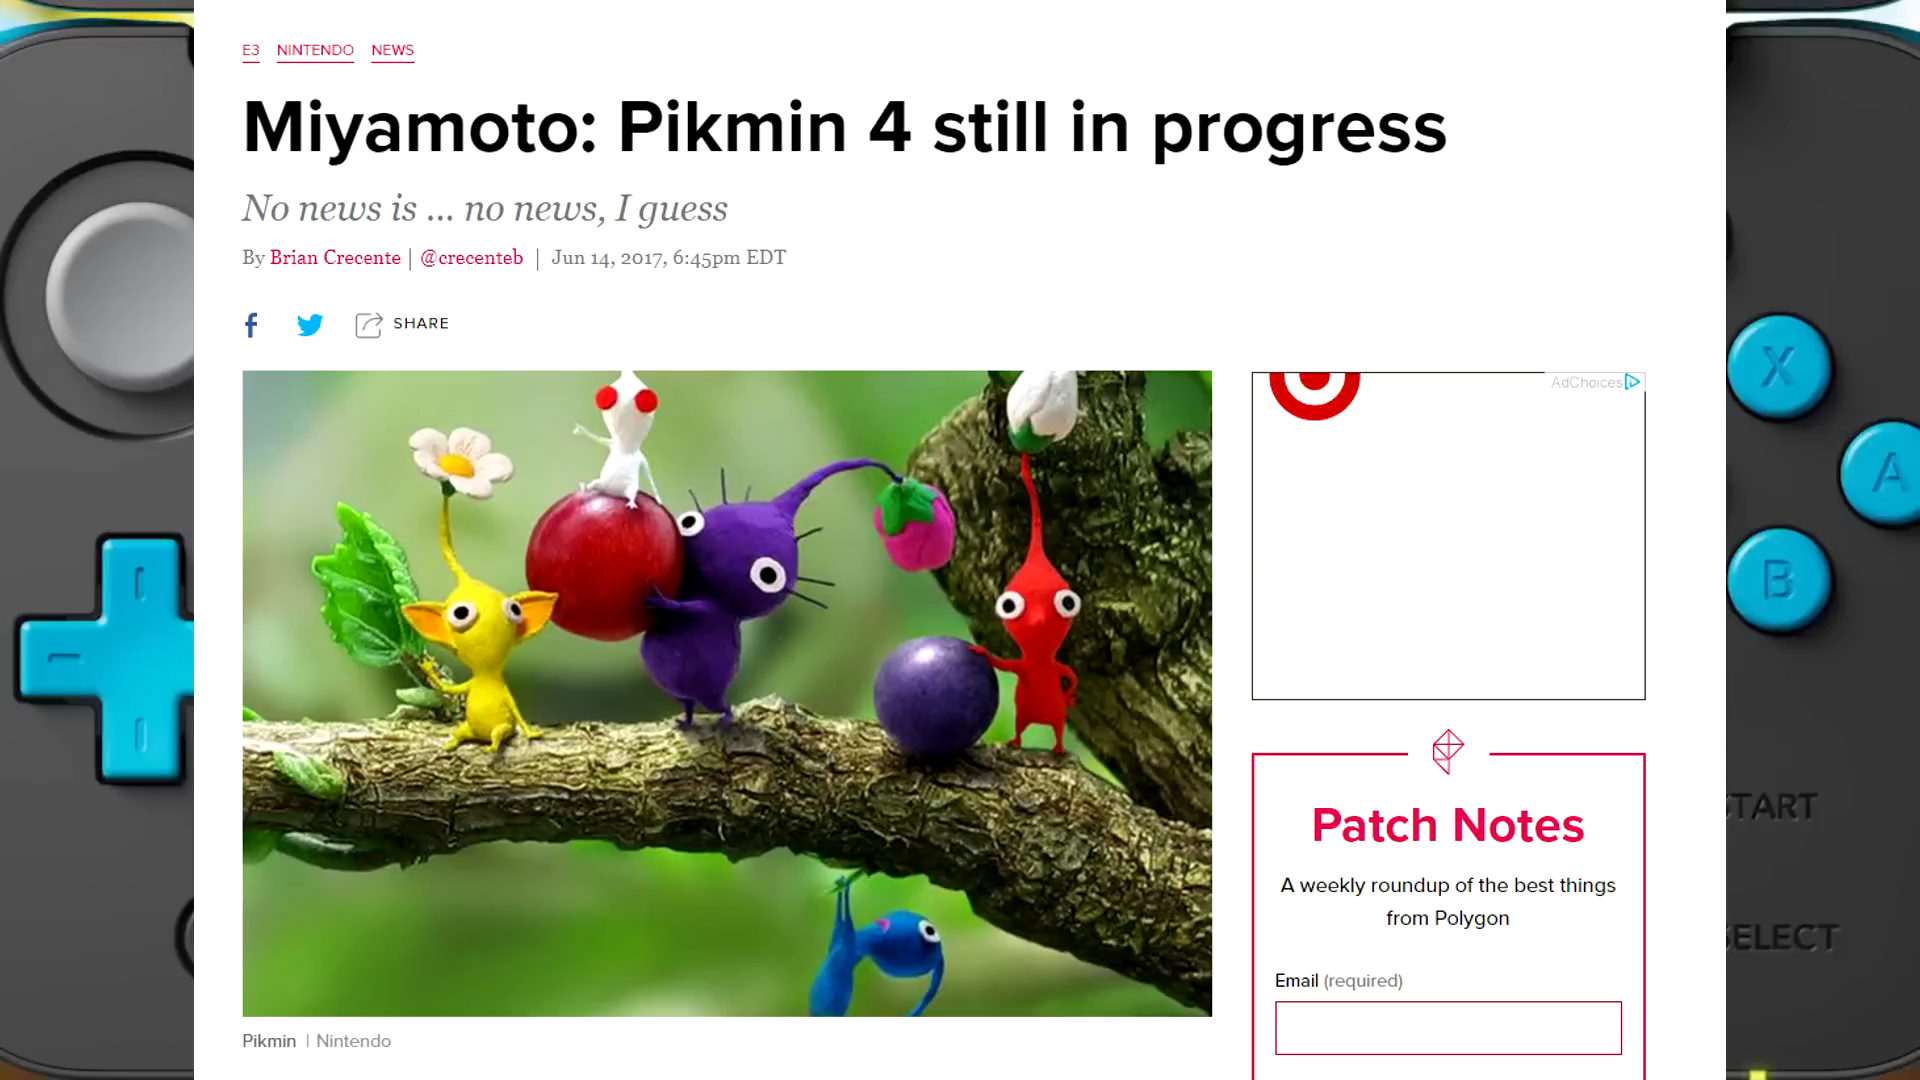 E3 NINTENDO NEWS
Miyamoto: Pikmin 4 still in progress
No news is ... no news, I guess
By Brian Crecente | @crecenteb | Jun 14, 2017, 6:45pm EDT
SHARE
AdChoices
X
A
B
START
SELECT
Patch Notes
A weekly roundup of the best things
from Polygon
Email (required)
Pikmin | Nintendo